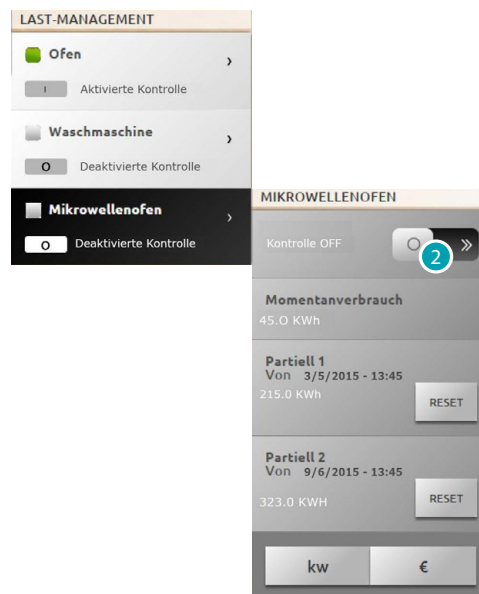 LAST-MANAGEMENT
Ofen
I Aktivierte Kontrolle
Waschmaschine
O Deaktivierte Kontrolle
Mikrowellenofen
O Deaktivierte Kontrolle
MIKROWELLENOFEN
Kontrolle OFF
2
Momentanverbrauch
45.O KWh
Partiell 1
Von 3/5/2015 - 13:45
215.0 KWh
RESET
Partiell 2
Von 9/6/2015 - 13:45
323.0 KWH
RESET
kw €